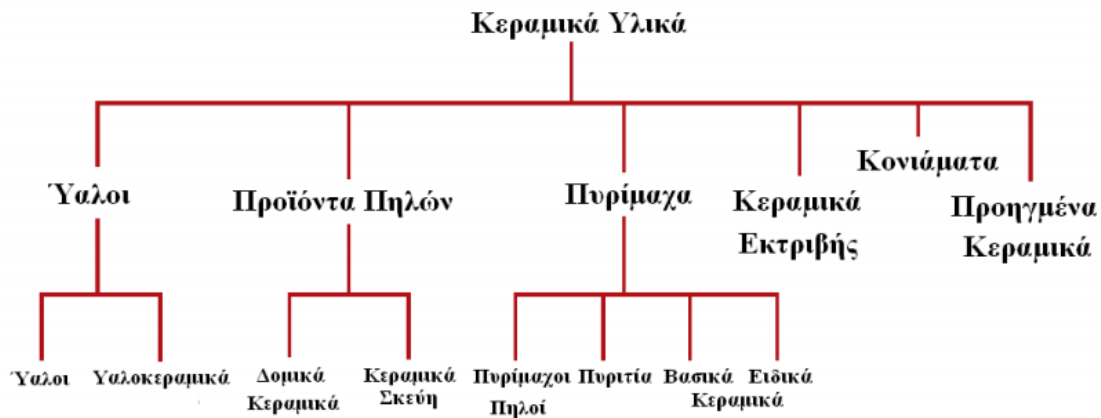 Κεραμικά Υλικά
Ύαλοι
Προϊόντα Πηλών
Πυρίμαχα
Κεραμικά
Εκτριβής
Κονιάματα
Προηγμένα
Κεραμικά
Ύαλοι
Υαλοκεραμικά
Δομικά
Κεραμικά
Κεραμικά
Σκεύη
Πυρίμαχοι
Πηλοί
Πυριτία
Βασικά
Ειδικά
Κεραμικά